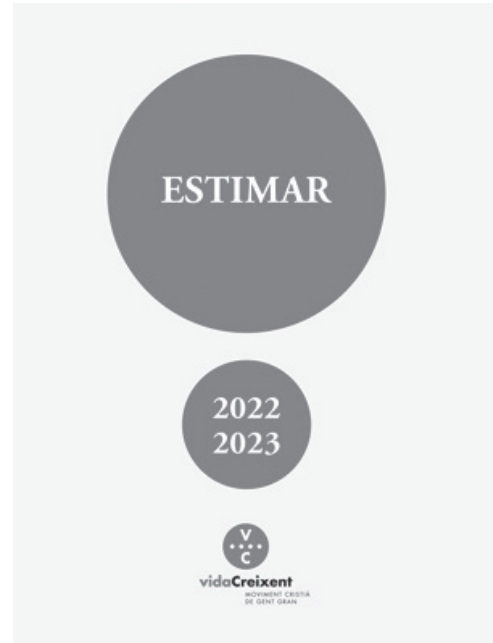 ESTIMAR
2022
2023
V
C
vidaCreixent
MOVIMENT CRISTIÀ
DE GENT GRAN